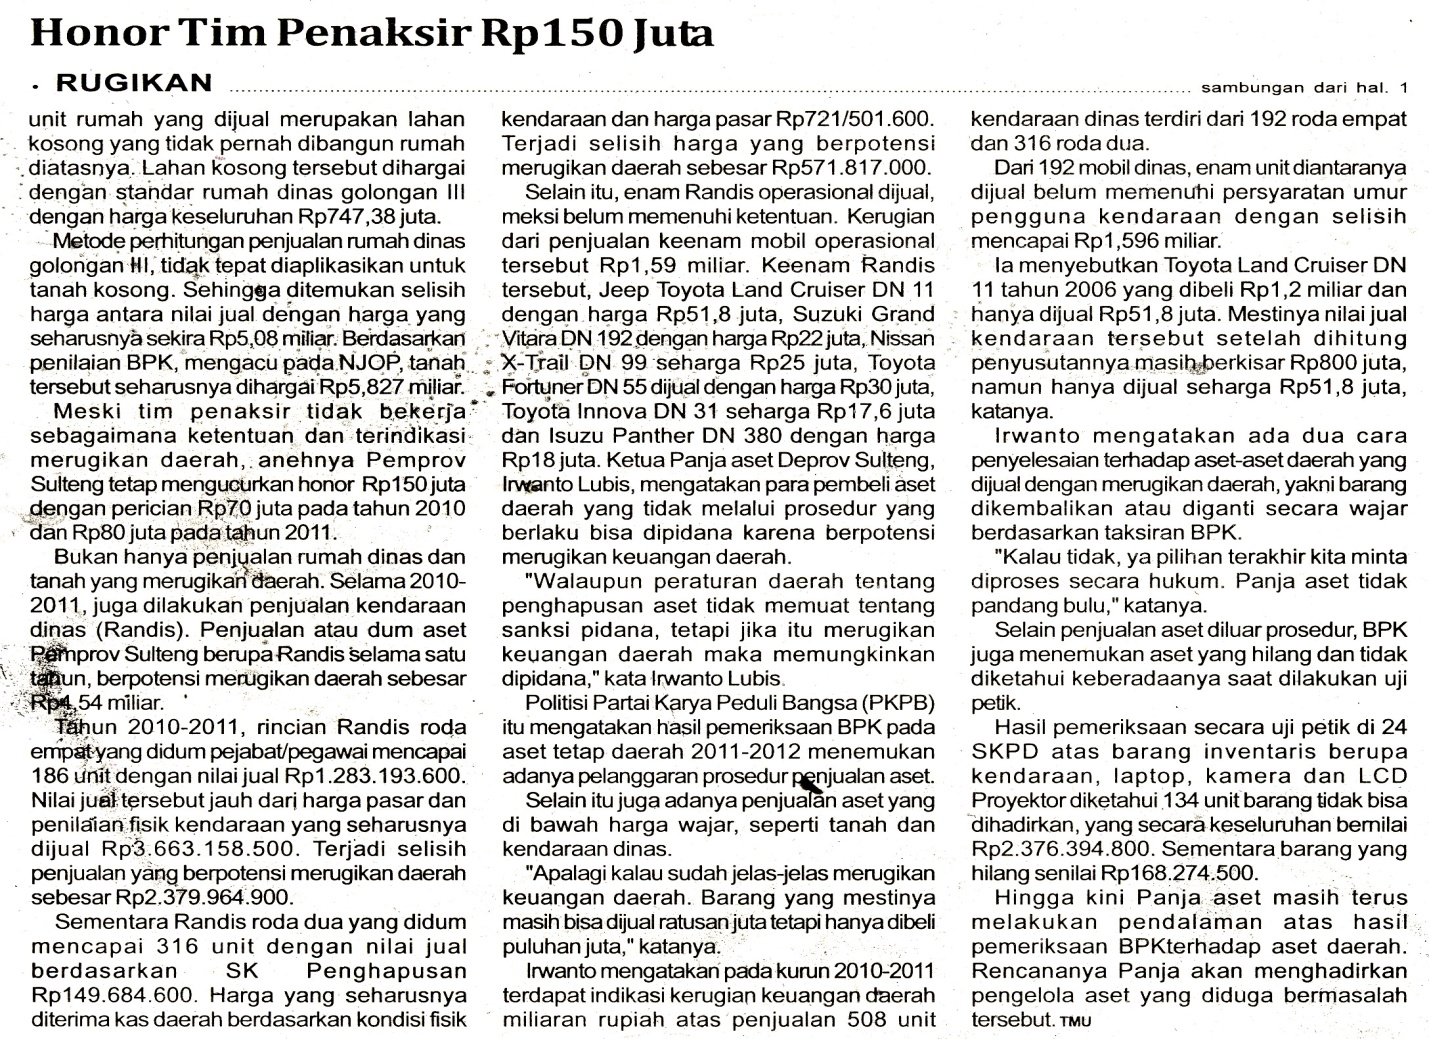 Honor Tim Penaksir Rp150 Juta
· RUGIKAN ........ sambungan dari hal. 1
unit rumah yang dijual merupakan lahan
kosong yang tidak pernah dibangun rumah
diatasnya. Lahan kosong tersebut dihargai
dengan standar rumah dinas golongan III
dengan harga keseluruhan Rp747,38 juta.
Metode perhitungan penjualan rumah dinas
golongan III, tidak tepat diaplikasikan untuk
tanah kosong. Sehingga ditemukan selisih
harga antara nilai jual dengan harga yang
seharusnya sekira Rp5,08 miliar. Berdasarkan
penilaian BPK, mengacu pada NJOP, tanah
tersebut seharusnya dihargai Rp5,827 miliar.
Meski tim penaksir tidak bekerja
sebagaimana ketentuan dan terindikasi
merugikan daerah, anehnya Pemprov
Sulteng tetap mengucurkan honor Rp150 juta
dengan perician Rp70 juta pada tahun 2010
dan Rp80 juta pada tahun 2011.
Bukan hanya penjualan rumah dinas dan
tanah yang merugikan daerah. Selama 2010-
2011, juga dilakukan penjualan kendaraan
dinas (Randis). Penjualan atau dum aset
Pemprov Sulteng berupa Randis selama satu
tahun, berpotensi merugikan daerah sebesar
Rp4,54 miliar.
Tahun 2010-2011, rincian Randis roda
empat yang didum pejabat/pegawai mencapai
186 unit dengan nilai jual Rp1.283.193.600.
Nilai jual tersebut jauh dari harga pasar dan
penilaian fisik kendaraan yang seharusnya
dijual Rp3.663.158.500. Terjadi selisih
penjualan yang berpotensi merugikan daerah
sebesar Rp2.379.964.900.
Sementara Randis roda dua yang didum
mencapai 316 unit dengan nilai jual
berdasarkan SK Penghapusan
Rp149.684.600. Harga yang seharusnya
diterima kas daerah berdasarkan kondisi fisik
kendaraan dan harga pasar Rp721/501.600.
Terjadi selisih harga yang berpotensi
merugikan daerah sebesar Rp571.817.000.
Selain itu, enam Randis operasional dijual,
meksi belum memenuhi ketentuan. Kerugian
dari penjualan keenam mobil operasional
tersebut Rp1,59 miliar. Keenam Randis
tersebut, Jeep Toyota Land Cruiser DN 11
dengan harga Rp51,8 juta, Suzuki Grand
Vitara DN 192 dengan harga Rp22 juta, Nissan
X-Trail DN 99 seharga Rp25 juta, Toyota
Fortuner DN 55 dijual dengan harga Rp30 juta,
Toyota Innova DN 31 seharga Rp17,6 juta
dan Isuzu Panther DN 380 dengan harga
Rp18 juta. Ketua Panja aset Deprov Sulteng,
Irwanto Lubis, mengatakan para pembeli aset
daerah yang tidak melalui prosedur yang
berlaku bisa dipidana karena berpotensi
merugikan keuangan daerah.
"Walaupun peraturan daerah tentang
penghapusan aset tidak memuat tentang
sanksi pidana, tetapi jika itu merugikan
keuangan daerah maka memungkinkan
dipidana," kata Irwanto Lubis.
Politisi Partai Karya Peduli Bangsa (PKPB)
itu mengatakan hasil pemeriksaan BPK pada
aset tetap daerah 2011-2012 menemukan
adanya pelanggaran prosedur penjualan aset.
Selain itu juga adanya penjualan aset yang
di bawah harga wajar, seperti tanah dan
kendaraan dinas.
"Apalagi kalau sudah jelas-jelas merugikan
keuangan daerah. Barang yang mestinya
masih bisa dijual ratusan juta tetapi hanya dibeli
puluhan juta," katanya.
Irwanto mengatakan pada kurun 2010-2011
terdapat indikasi kerugian keuangan daerah
miliaran rupiah atas penjualan 508 unit
kendaraan dinas terdiri dari 192 roda empat
dan 316 roda dua.
Dari 192 mobil dinas, enam unit diantaranya
dijual belum memenuhi persyaratan umur
pengguna kendaraan dengan selisih
mencapai Rp1,596 miliar.
Ia menyebutkan Toyota Land Cruiser DN
11 tahun 2006 yang dibeli Rp1,2 miliar dan
hanya dijual Rp51,8 juta. Mestinya nilai jual
kendaraan tersebut setelah dihitung
penyusutannya masih berkisar Rp800 juta,
namun hanya dijual seharga Rp51,8 juta,
katanya.
Irwanto mengatakan ada dua cara
penyelesaian terhadap aset-aset daerah yang
dijual dengan merugikan daerah, yakni barang
dikembalikan atau diganti secara wajar
berdasarkan taksiran BPK.
"Kalau tidak, ya pilihan terakhir kita minta
diproses secara hukum. Panja aset tidak
pandang bulu," katanya.
Selain penjualan aset diluar prosedur, BPK
juga menemukan aset yang hilang dan tidak
diketahui keberadaanya saat dilakukan uji
petik.
Hasil pemeriksaan secara uji petik di 24
SKPD atas barang inventaris berupa
kendaraan, laptop, kamera dan LCD
Proyektor diketahui 134 unit barang tidak bisa
dihadirkan, yang secara keseluruhan bernilai
Rp2.376.394.800. Sementara barang yang
hilang senilai Rp168.274.500.
Hingga kini Panja aset masih terus
melakukan pendalaman atas hasil
pemeriksaan BPKterhadap aset daerah.
Rencananya Panja akan menghadirkan
pengelola aset yang diduga bermasalah
tersebut. TMU